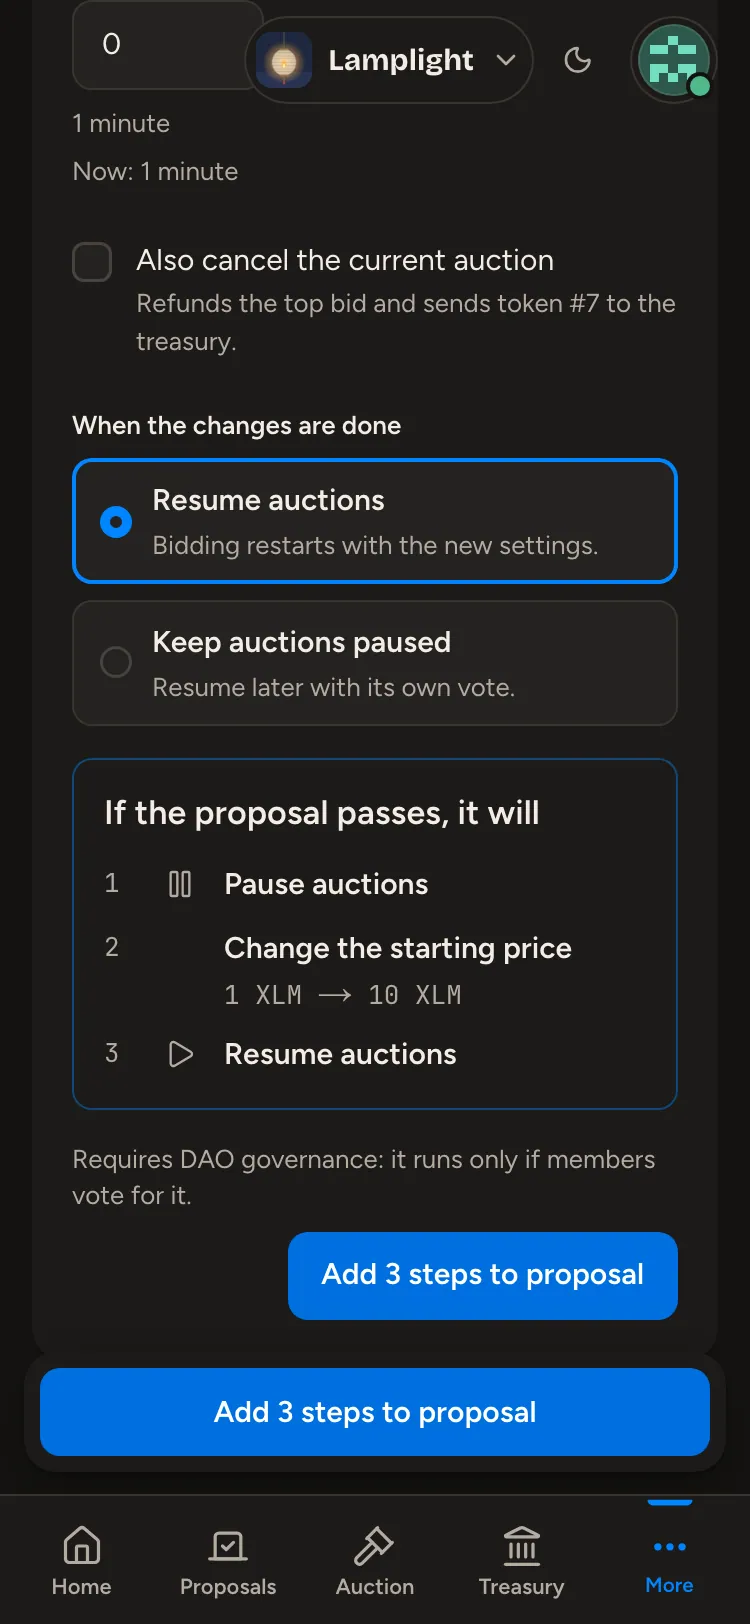 0
Lamplight
1 minute
Now: 1 minute
Also cancel the current auction
Refunds the top bid and sends token #7 to the
treasury.
When the changes are done
Resume auctions
Bidding restarts with the new settings.
Keep auctions paused
Resume later with its own vote.
If the proposal passes, it will
1 Pause auctions
2 Change the starting price
1 XLM → 10 XLM
3 Resume auctions
Requires DAO governance: it runs only if members
vote for it.
Add 3 steps to proposal
Add 3 steps to proposal
Home Proposals Auction Treasury More